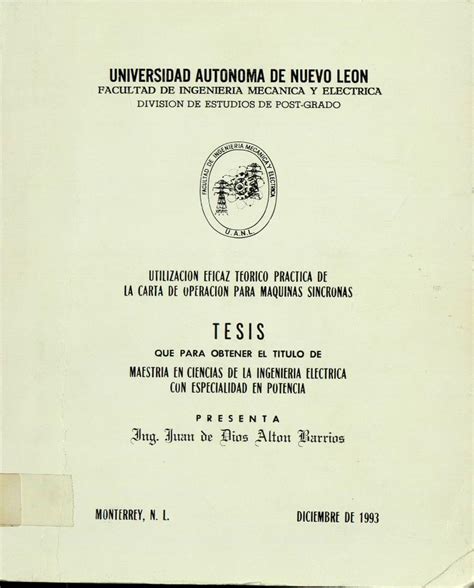 UNIVERSIDAD AUTONOMA DE NUEVO LEON
FACULTAD DE INGENIERIA MECANICA Y ELECTRICA
DIVISION DE ESTUDIOS DE POST-GRADO
FACULTAD DE INGENIERIA MECANICA Y ELECTRICA
U.A.N.L.
UTILIZACION EFICAZ TEORICO PRACTICA DE
LA CARTA DE OPERACION PARA MAQUINAS SINCRONAS
TESIS
QUE PARA OBTENER EL TITULO DE
MAESTRIA EN CIENCIAS DE LA INGENIERIA ELECTRICA
CON ESPECIALIDAD EN POTENCIA
PRESENTA
Ing. Juan de Dios Alton Barrios
MONTERREY, N. L. DICIEMBRE DE 1993